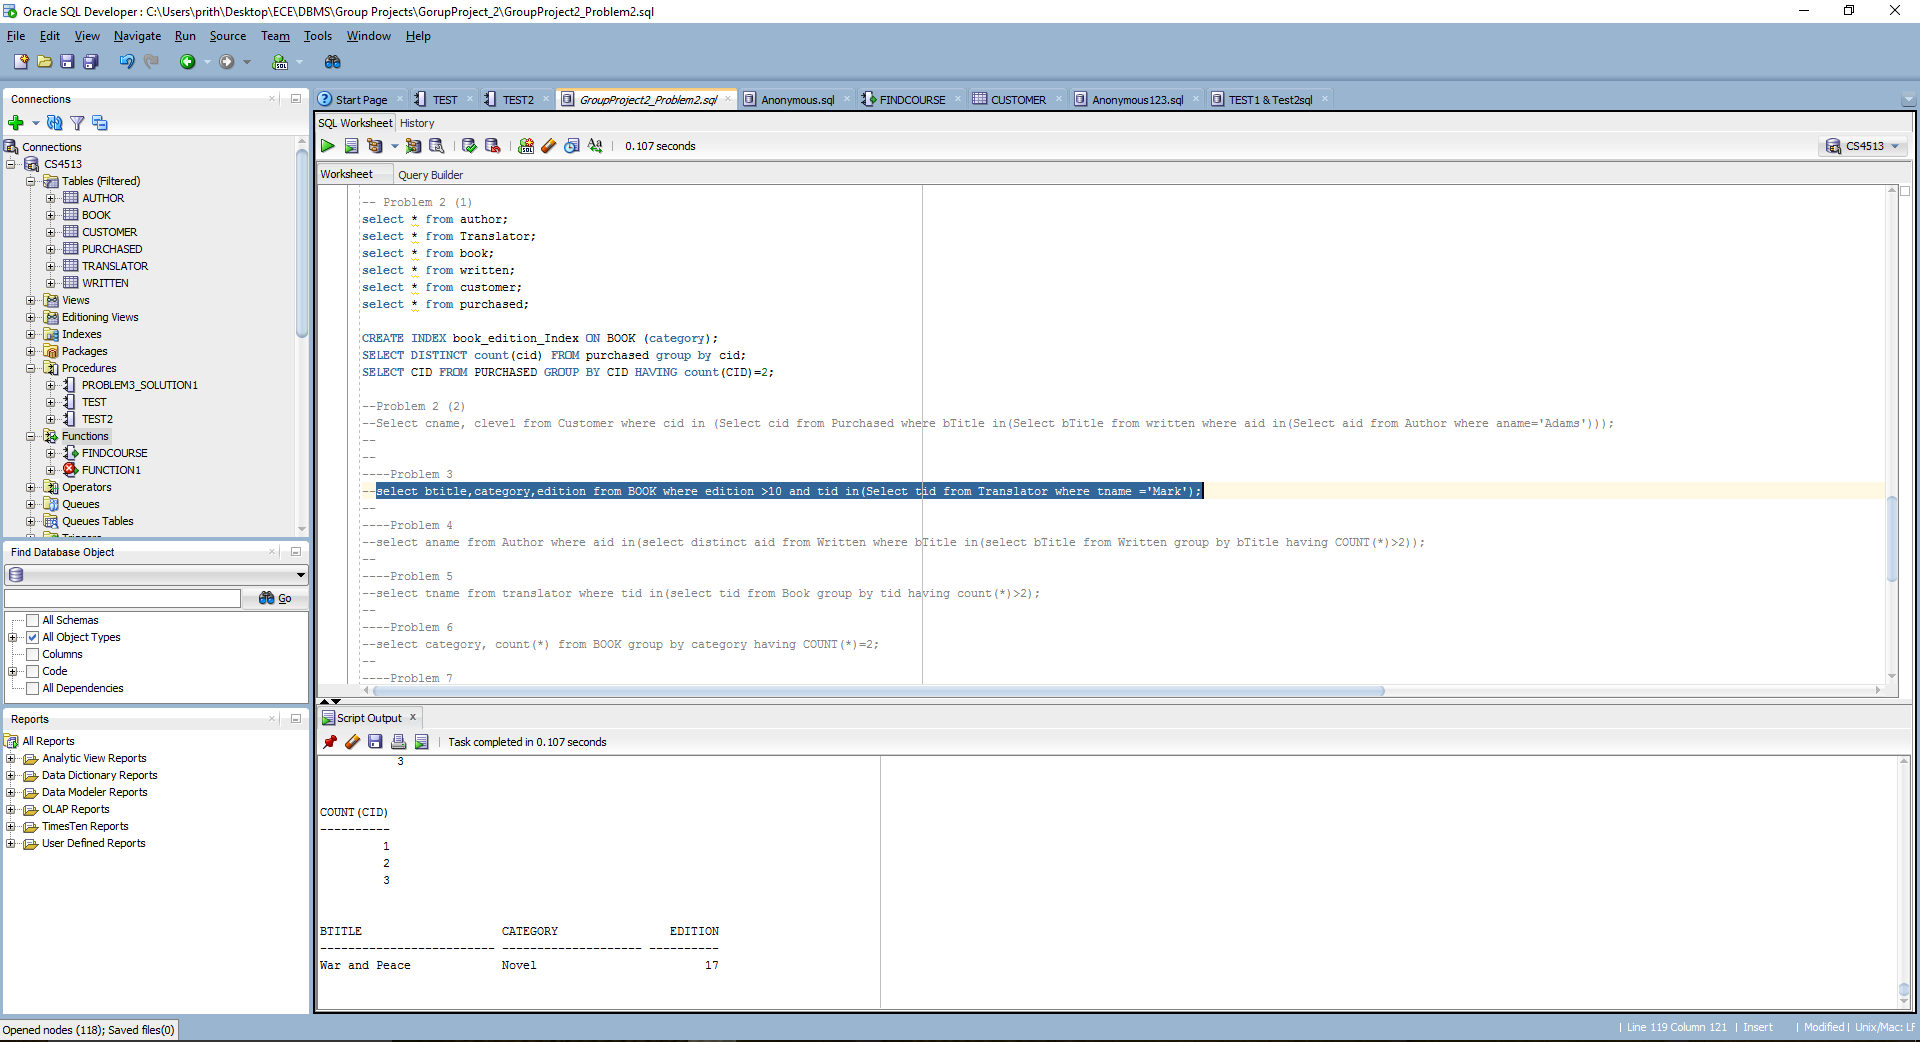 Oracle SQL Developer : C:\Users\prith\Desktop\ECE\DBMS\Group Projects\GorupProject_2\GroupProject2_Problem2.sql
File Edit View Navigate Run Source Team Tools Window Help
Connections
Connections
CS4513
Tables (Filtered)
AUTHOR
BOOK
CUSTOMER
PURCHASED
TRANSLATOR
WRITTEN
Views
Editioning Views
Indexes
Packages
Procedures
PROBLEM3_SOLUTION1
TEST
TEST2
Functions
FINDCOURSE
FUNCTION1
Operators
Queues
Queues Tables
Triggers
Find Database Object
Go
All Schemas
All Object Types
Columns
Code
All Dependencies
Reports
All Reports
Analytic View Reports
Data Dictionary Reports
Data Modeler Reports
OLAP Reports
TimesTen Reports
User Defined Reports
Start Page TEST TEST2 GroupProject2_Problem2.sql Anonymous.sql FINDCOURSE CUSTOMER Anonymous123.sql TEST1 & Test2sql
SQL Worksheet History
0.107 seconds
CS4513
Worksheet Query Builder
-- Problem 2 (1)
select * from author;
select * from Translator;
select * from book;
select * from written;
select * from customer;
select * from purchased;
CREATE INDEX book_edition_Index ON BOOK (category);
SELECT DISTINCT count(cid) FROM purchased group by cid;
SELECT CID FROM PURCHASED GROUP BY CID HAVING count(CID)=2;
--Problem 2 (2)
--Select cname, clevel from Customer where cid in (Select cid from Purchased where bTitle in(Select bTitle from written where aid in(Select aid from Author where aname='Adams')));
--
--
----Problem 3
--select btitle,category,edition from BOOK where edition >10 and tid in(Select tid from Translator where tname ='Mark');
--
----Problem 4
--select aname from Author where aid in(select distinct aid from Written where bTitle in(select bTitle from Written group by bTitle having COUNT(*)>2));
--
----Problem 5
--select tname from translator where tid in(select tid from Book group by tid having count(*)>2);
--
----Problem 6
--select category, count(*) from BOOK group by category having COUNT(*)=2;
--
----Problem 7
Script Output
Task completed in 0.107 seconds
3
COUNT(CID)
----------
1
2
3
BTITLE CATEGORY EDITION
------------------------- -------------------- ----------
War and Peace Novel 17
Opened nodes (118); Saved files(0)
Line 119 Column 121 | Insert | Modified | Unix/Mac: LF